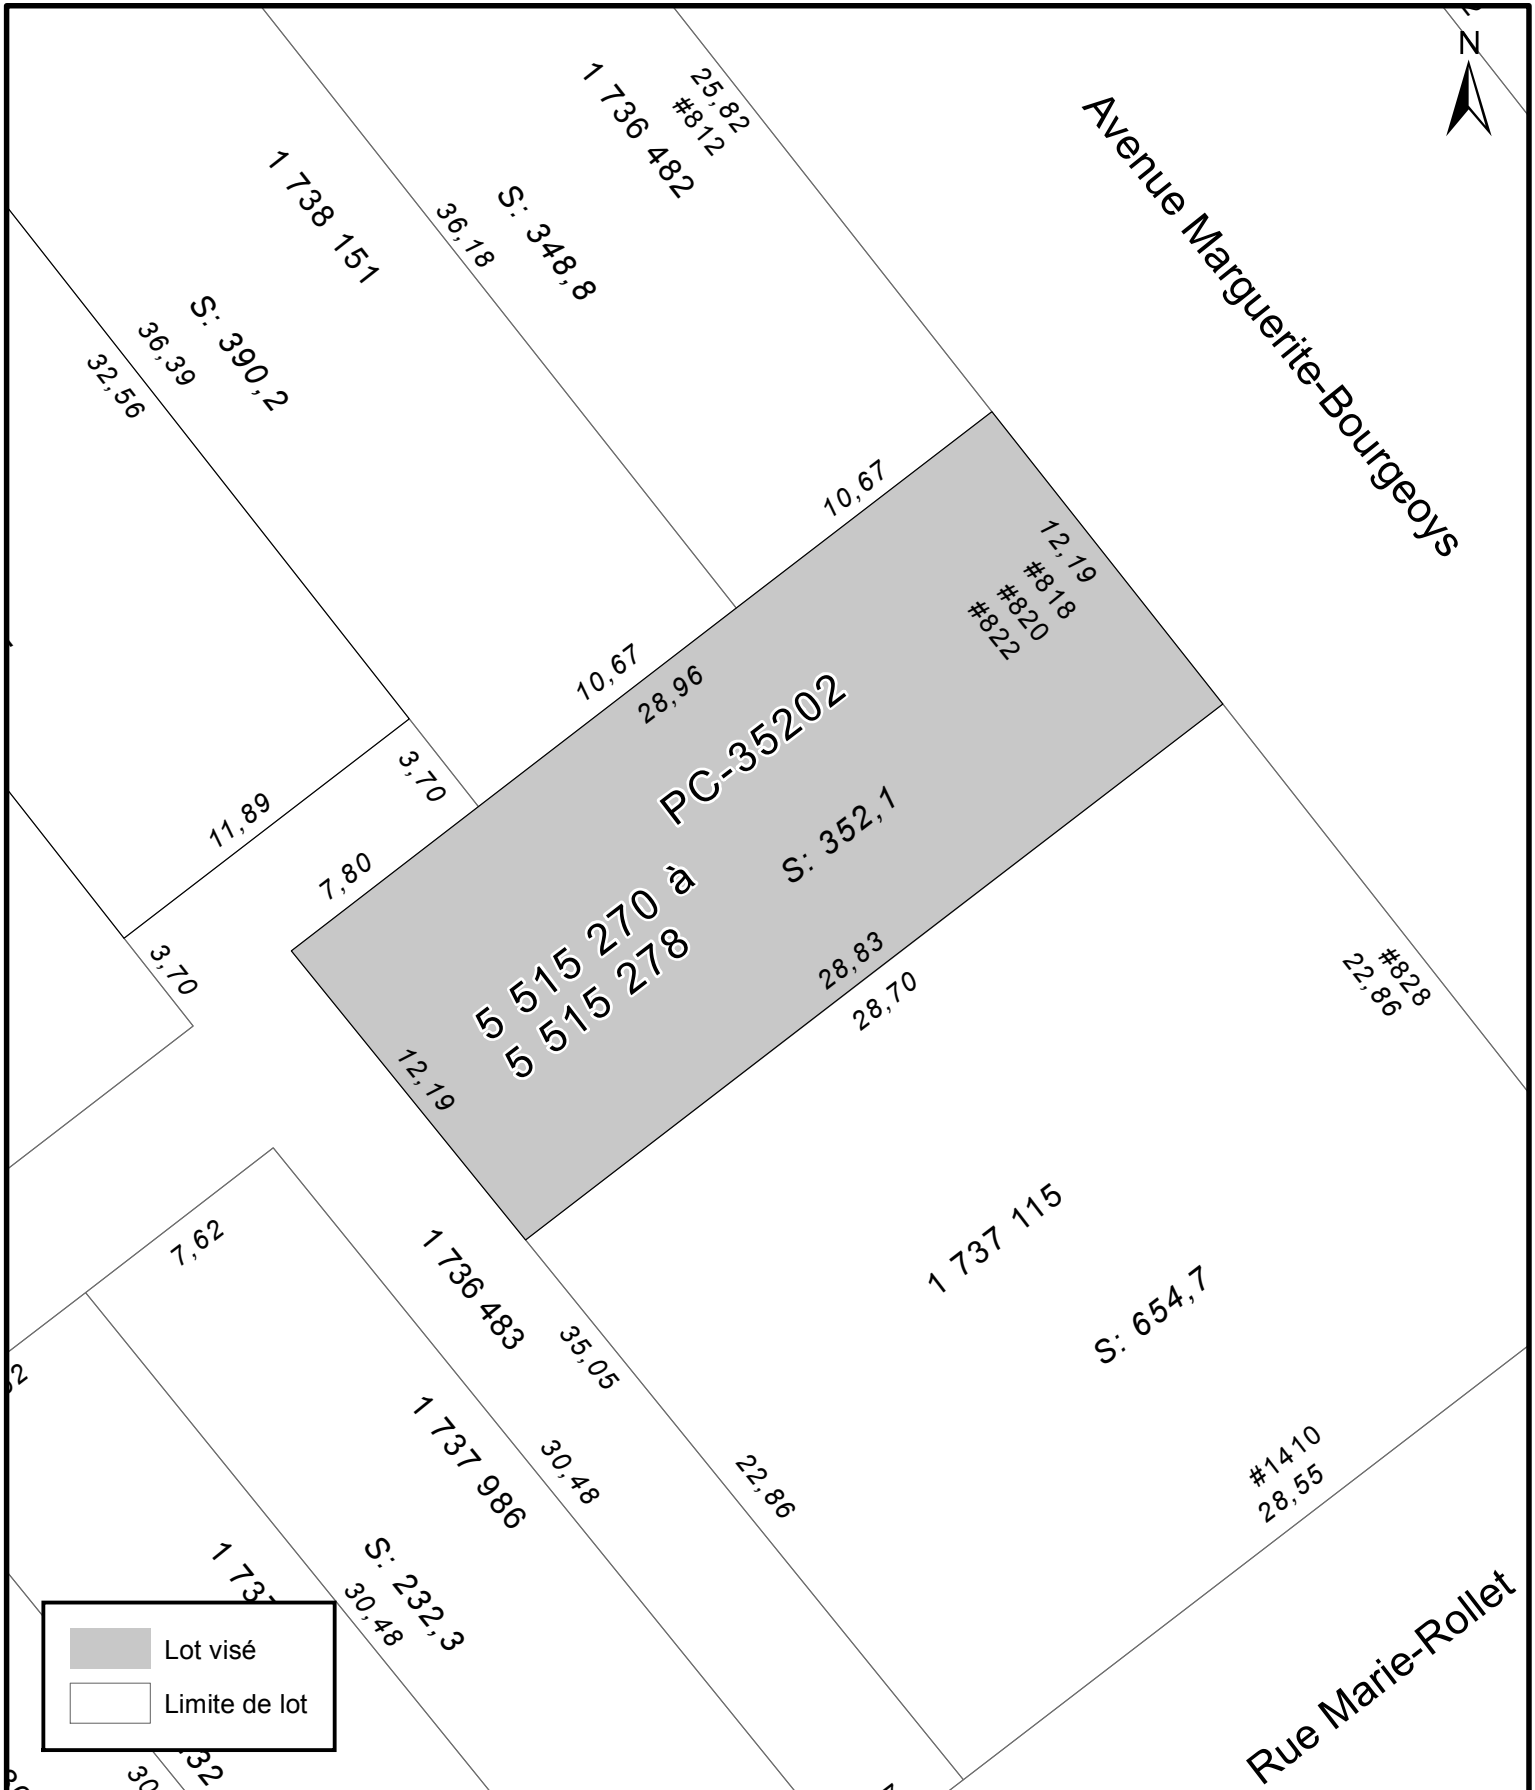 N
25,82
#812
1 736 482
Avenue Marguerite-Bourgeoys
1 738 151
36,18
S: 348,8
S: 390,2
36,39
32,56
10,67
12,19
#818
#820
#822
10,67
28,96
PC-35202
3,70
11,89
7,80
S: 352,1
5 515 270 à
5 515 278
3,70
28,83
28,70
#828
22,86
12,19
1 737 115
7,62
1 736 483
S: 654,7
35,05
1 737 986
30,48
22,86
#1410
28,55
S: 232,3
30,48
Rue Marie-Rollet
Lot visé
Limite de lot